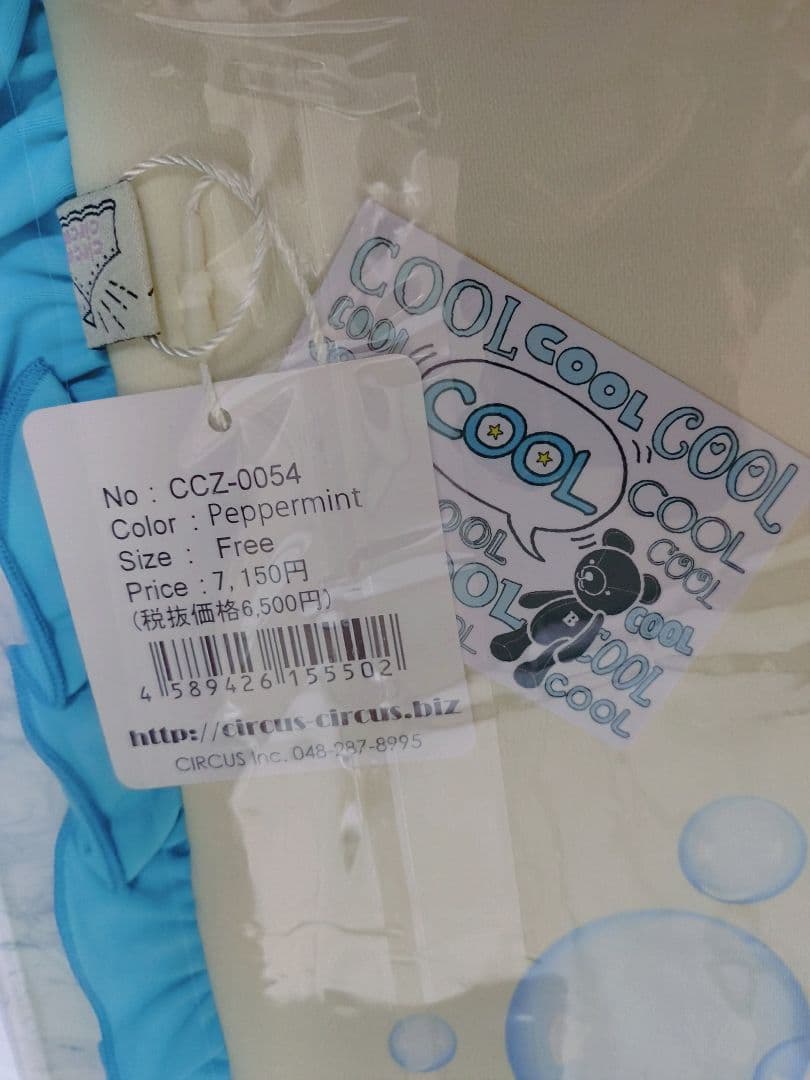 No : CCZ-0054
Color : Peppermint
Size : Free
Price : 7,150円
(税抜価格6,500円)
4 589426 155502
http://circus-circus.biz
CIRCUS Inc. 048-287-8995
COOL
COOL
COOL
COOL
COOL
COOL
COOL
COOL
COOL
COOL
COOL
COOL
B